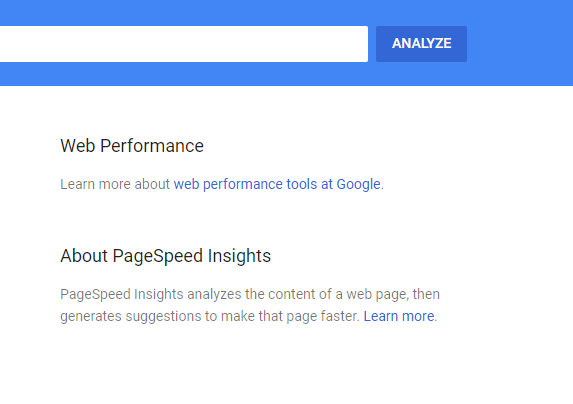 ANALYZE
Web Performance
Learn more about web performance tools at Google.
About PageSpeed Insights
PageSpeed Insights analyzes the content of a web page, then
generates suggestions to make that page faster. Learn more.